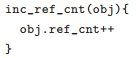 inc_ref_cnt(obj){
  obj.ref_cnt++
}